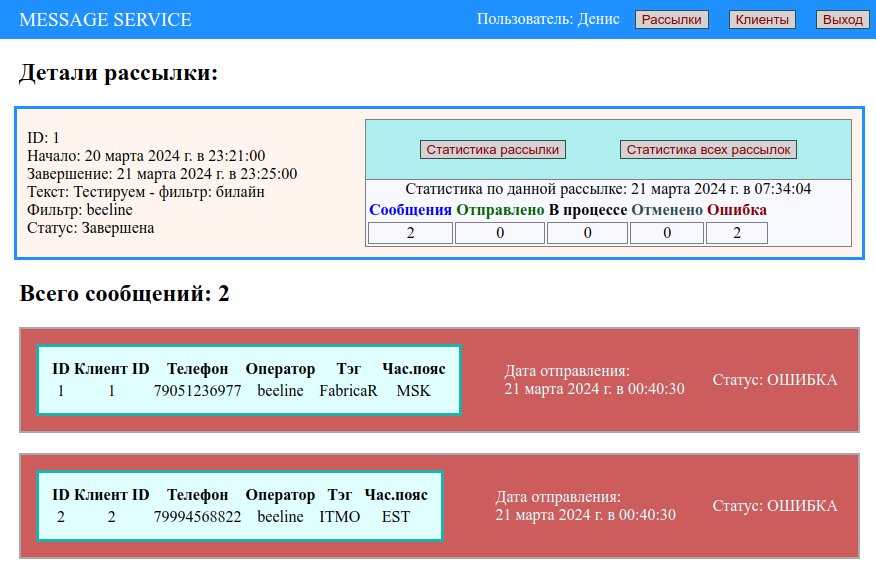 MESSAGE SERVICE Пользователь: Денис Рассылки Клиенты Выход
Детали рассылки:
ID: 1
Начало: 20 марта 2024 г. в 23:21:00
Завершение: 21 марта 2024 г. в 23:25:00
Текст: Тестируем - фильтр: билайн
Фильтр: beeline
Статус: Завершена
Статистика рассылки Статистика всех рассылок
Статистика по данной рассылке: 21 марта 2024 г. в 07:34:04
Сообщения Отправлено В процессе Отменено Ошибка
2 0 0 0 2
Всего сообщений: 2
ID Клиент ID Телефон Оператор Тэг Час.пояс
1 1 79051236977 beeline FabricaR MSK
Дата отправления:
21 марта 2024 г. в 00:40:30
Статус: ОШИБКА
ID Клиент ID Телефон Оператор Тэг Час.пояс
2 2 79994568822 beeline ITMO EST
Дата отправления:
21 марта 2024 г. в 00:40:30
Статус: ОШИБКА